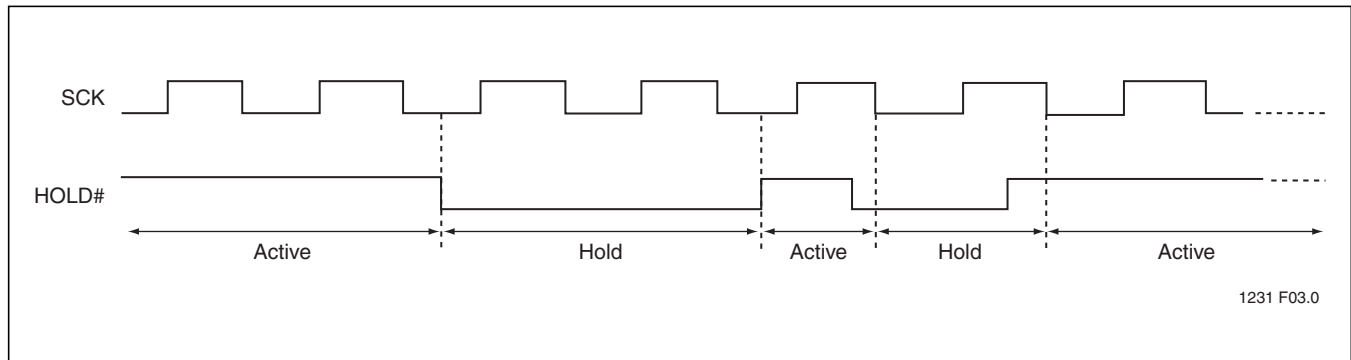 SCK
HOLD#
Active
Hold
Active
Hold
Active
1231 F03.0